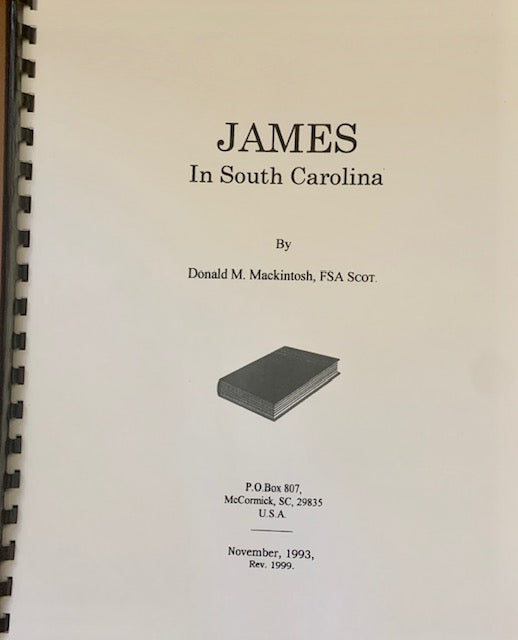 JAMES
In South Carolina
By
Donald M. Mackintosh, FSA SCOT.
P.O.Box 807,
McCormick, SC, 29835
U.S.A.
November, 1993,
Rev. 1999.